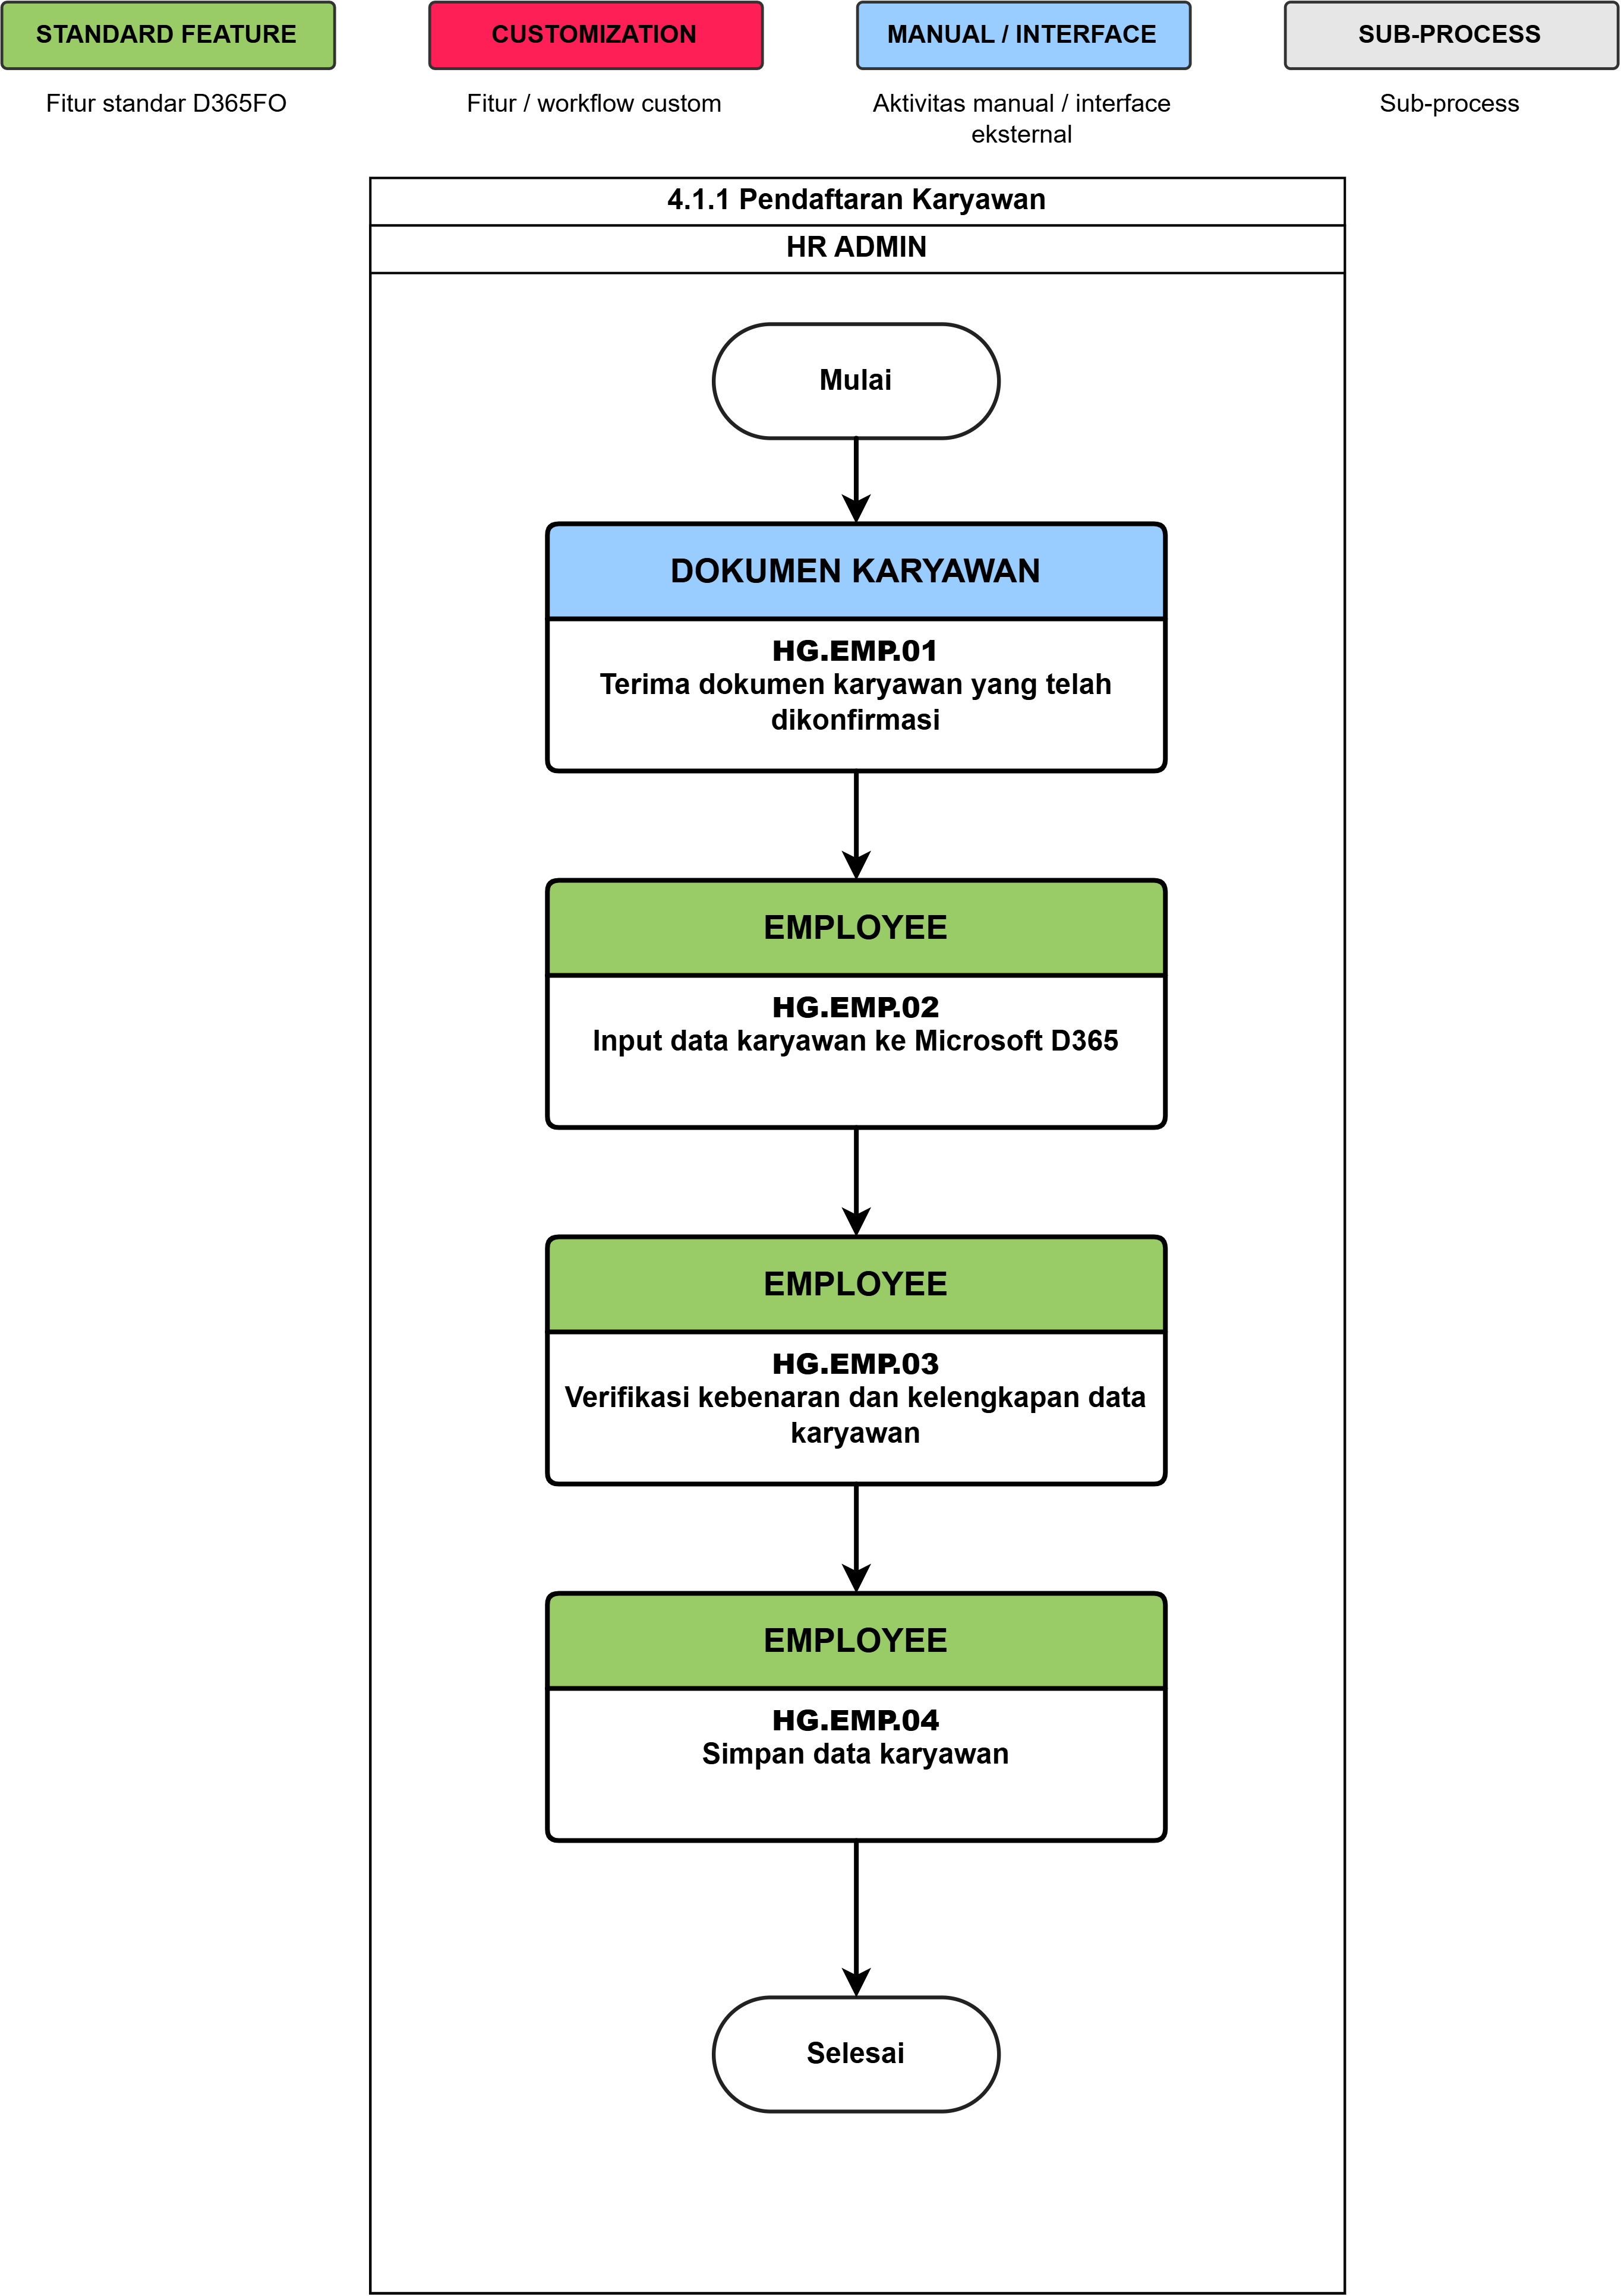 STANDARD FEATURE
CUSTOMIZATION
MANUAL / INTERFACE
SUB-PROCESS
Fitur standar D365FO
Fitur / workflow custom
Aktivitas manual / interface
eksternal
Sub-process
4.1.1 Pendaftaran Karyawan
HR ADMIN
Mulai
DOKUMEN KARYAWAN
HG.EMP.01
Terima dokumen karyawan yang telah
dikonfirmasi
EMPLOYEE
HG.EMP.02
Input data karyawan ke Microsoft D365
EMPLOYEE
HG.EMP.03
Verifikasi kebenaran dan kelengkapan data
karyawan
EMPLOYEE
HG.EMP.04
Simpan data karyawan
Selesai